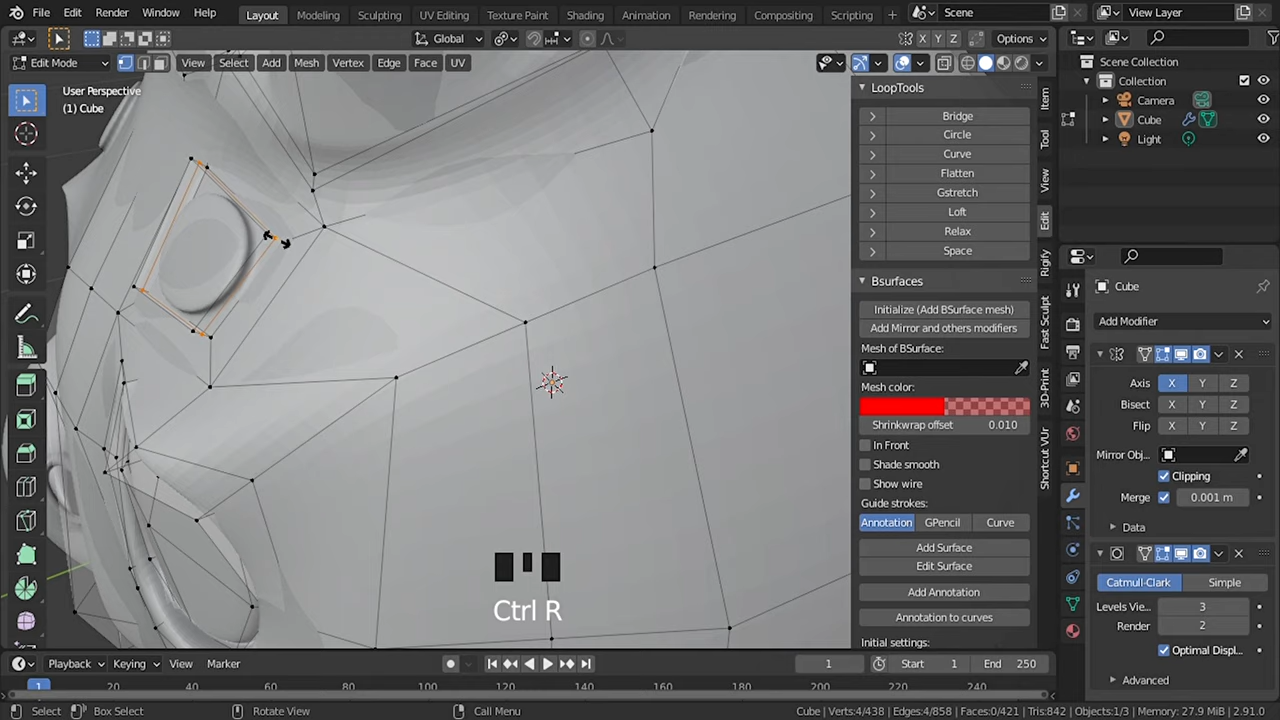 File Edit Render Window Help Layout Modeling Sculpting UV Editing Texture Paint Shading Animation Rendering Compositing Scripting + Scene View Layer
Global X Y Z Options
Edit Mode View Select Add Mesh Vertex Edge Face UV
User Perspective
(1) Cube
LoopTools
Bridge
Circle
Curve
Flatten
Gstretch
Loft
Relax
Space
Bsurfaces
Initialize (Add BSurface mesh)
Add Mirror and others modifiers
Mesh of BSurface:
Mesh color:
Shrinkwrap offset 0.010
In Front
Shade smooth
Show wire
Guide strokes:
Annotation GPencil Curve
Add Surface
Edit Surface
Add Annotation
Annotation to curves
Initial settings:
Item
Tool
View
Edit
Rigify
Fast Sculpt
3D-Print
Shortcut VUr
Scene Collection
Collection
Camera
Cube
Light
Cube
Add Modifier
Axis X Y Z
Bisect X Y Z
Flip X Y Z
Mirror Obj...
Clipping
Merge 0.001 m
Data
Catmull-Clark Simple
Levels Vie... 3
Render 2
Optimal Displ...
Advanced
Ctrl R
Playback Keying View Marker 1 Start 1 End 250
1 20 40 60 80 100 120 140 160 180 200 220 240
Select Box Select Rotate View Call Menu Cube | Verts:4/438 | Edges:4/858 | Faces:0/421 | Tris:842 | Objects:1/3 | Memory: 27.9 MiB | 2.91.0